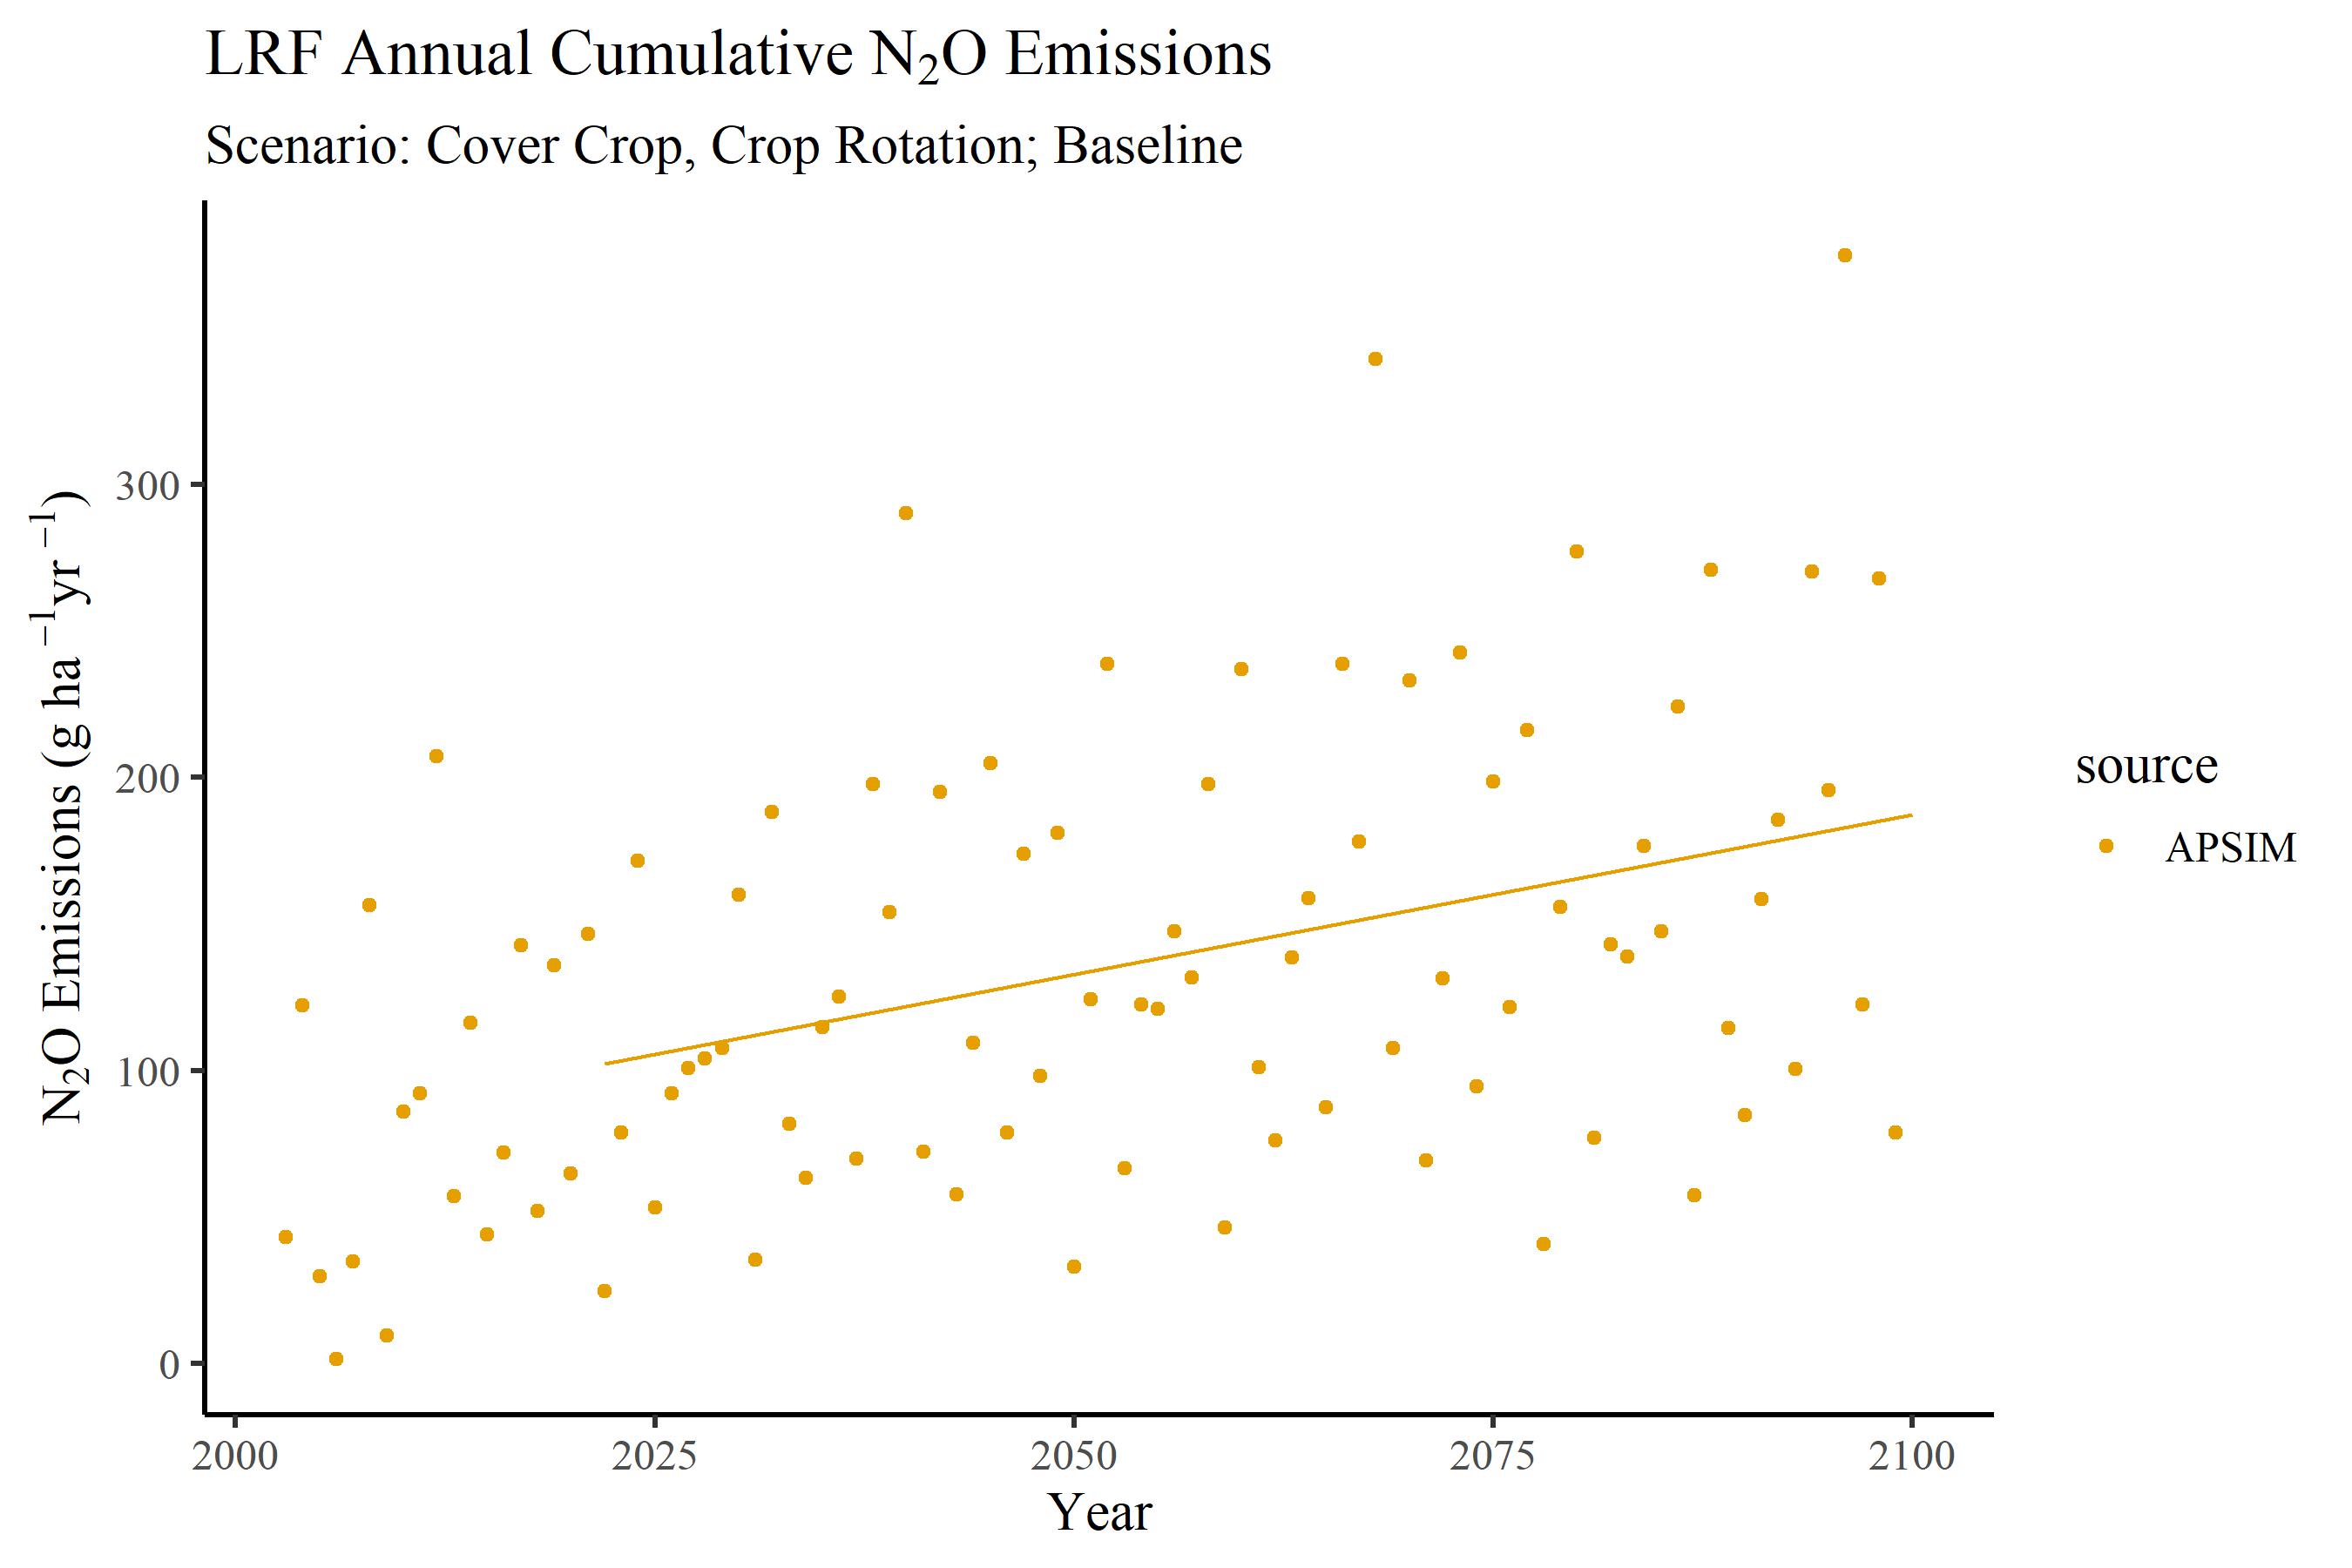 LRF Annual Cumulative N₂O Emissions
Scenario: Cover Crop, Crop Rotation; Baseline
N₂O Emissions (g ha⁻¹yr⁻¹)
300
200
100
0
2000 2025 2050 2075 2100
Year
source
APSIM